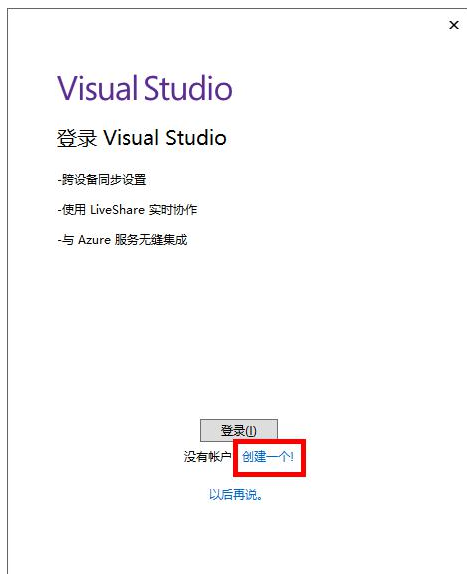 Visual Studio
登录 Visual Studio
-跨设备同步设置
-使用 LiveShare 实时协作
-与 Azure 服务无缝集成
登录(I)
没有帐户 创建一个!
以后再说。